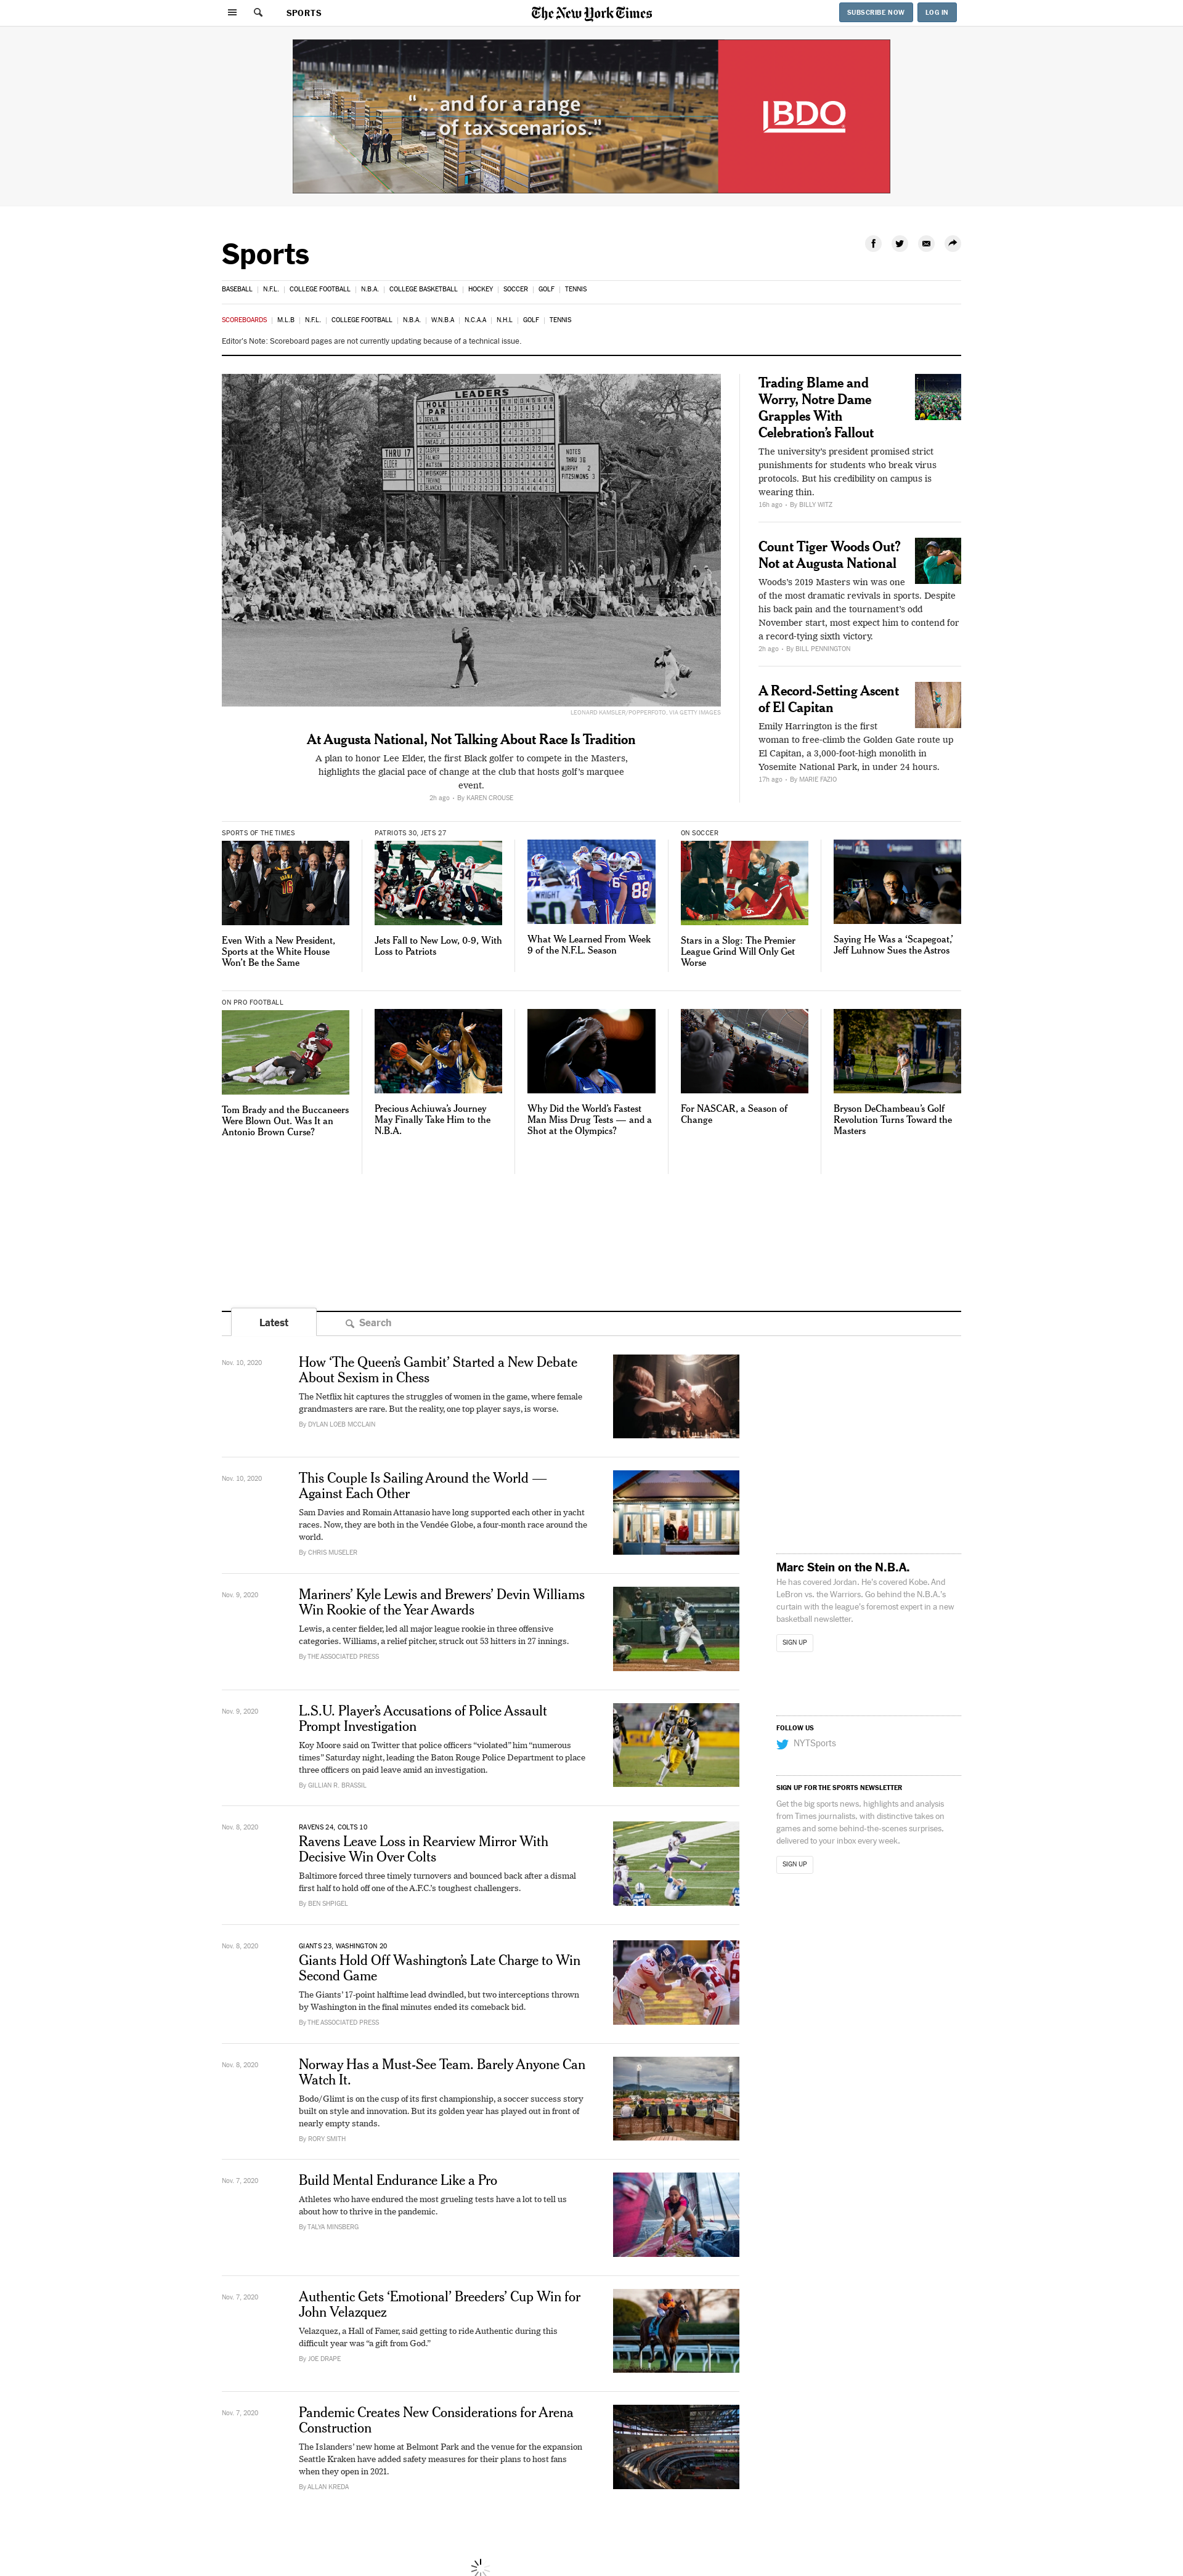 SPORTS
The New York Times
SUBSCRIBE NOW
LOG IN
"... and for a range
of tax scenarios."
BDO
Sports
BASEBALL | N.F.L. | COLLEGE FOOTBALL | N.B.A. | COLLEGE BASKETBALL | HOCKEY | SOCCER | GOLF | TENNIS
SCOREBOARDS | M.L.B | N.F.L. | COLLEGE FOOTBALL | N.B.A. | W.N.B.A | N.C.A.A | N.H.L | GOLF | TENNIS
Editor's Note: Scoreboard pages are not currently updating because of a technical issue.
LEADERS
HOLE
PAR
THRU 17
ELDER
NOTES
THRU 16
MURPHY 2
FITZSIMONS 3
LEONARD KAMSLER/POPPERFOTO, VIA GETTY IMAGES
At Augusta National, Not Talking About Race Is Tradition
A plan to honor Lee Elder, the first Black golfer to compete in the Masters,
highlights the glacial pace of change at the club that hosts golf's marquee
event.
2h ago • By KAREN CROUSE
Trading Blame and
Worry, Notre Dame
Grapples With
Celebration's Fallout
The university's president promised strict
punishments for students who break virus
protocols. But his credibility on campus is
wearing thin.
16h ago • By BILLY WITZ
Count Tiger Woods Out?
Not at Augusta National
Woods's 2019 Masters win was one
of the most dramatic revivals in sports. Despite
his back pain and the tournament's odd
November start, most expect him to contend for
a record-tying sixth victory.
2h ago • By BILL PENNINGTON
A Record-Setting Ascent
of El Capitan
Emily Harrington is the first
woman to free-climb the Golden Gate route up
El Capitan, a 3,000-foot-high monolith in
Yosemite National Park, in under 24 hours.
17h ago • By MARIE FAZIO
SPORTS OF THE TIMES
Even With a New President,
Sports at the White House
Won't Be the Same
PATRIOTS 30, JETS 27
Jets Fall to New Low, 0-9, With
Loss to Patriots
WRIGHT
88
What We Learned From Week
9 of the N.F.L. Season
ON SOCCER
Stars in a Slog: The Premier
League Grind Will Only Get
Worse
Saying He Was a 'Scapegoat,'
Jeff Luhnow Sues the Astros
ON PRO FOOTBALL
Tom Brady and the Buccaneers
Were Blown Out. Was It an
Antonio Brown Curse?
Precious Achiuwa's Journey
May Finally Take Him to the
N.B.A.
Why Did the World's Fastest
Man Miss Drug Tests — and a
Shot at the Olympics?
For NASCAR, a Season of
Change
Bryson DeChambeau's Golf
Revolution Turns Toward the
Masters
Latest
Search
Nov. 10, 2020
How 'The Queen's Gambit' Started a New Debate
About Sexism in Chess
The Netflix hit captures the struggles of women in the game, where female
grandmasters are rare. But the reality, one top player says, is worse.
By DYLAN LOEB MCCLAIN
Nov. 10, 2020
This Couple Is Sailing Around the World —
Against Each Other
Sam Davies and Romain Attanasio have long supported each other in yacht
races. Now, they are both in the Vendée Globe, a four-month race around the
world.
By CHRIS MUSELER
Nov. 9, 2020
Mariners' Kyle Lewis and Brewers' Devin Williams
Win Rookie of the Year Awards
Lewis, a center fielder, led all major league rookie in three offensive
categories. Williams, a relief pitcher, struck out 53 hitters in 27 innings.
By THE ASSOCIATED PRESS
Nov. 9, 2020
L.S.U. Player's Accusations of Police Assault
Prompt Investigation
Koy Moore said on Twitter that police officers "violated" him "numerous
times" Saturday night, leading the Baton Rouge Police Department to place
three officers on paid leave amid an investigation.
By GILLIAN R. BRASSIL
Nov. 8, 2020
RAVENS 24, COLTS 10
Ravens Leave Loss in Rearview Mirror With
Decisive Win Over Colts
Baltimore forced three timely turnovers and bounced back after a dismal
first half to hold off one of the A.F.C.'s toughest challengers.
By BEN SHPIGEL
Nov. 8, 2020
GIANTS 23, WASHINGTON 20
Giants Hold Off Washington's Late Charge to Win
Second Game
The Giants' 17-point halftime lead dwindled, but two interceptions thrown
by Washington in the final minutes ended its comeback bid.
By THE ASSOCIATED PRESS
Nov. 8, 2020
Norway Has a Must-See Team. Barely Anyone Can
Watch It.
Bodo/Glimt is on the cusp of its first championship, a soccer success story
built on style and innovation. But its golden year has played out in front of
nearly empty stands.
By RORY SMITH
Nov. 7, 2020
Build Mental Endurance Like a Pro
Athletes who have endured the most grueling tests have a lot to tell us
about how to thrive in the pandemic.
By TALYA MINSBERG
Nov. 7, 2020
Authentic Gets 'Emotional' Breeders' Cup Win for
John Velazquez
Velazquez, a Hall of Famer, said getting to ride Authentic during this
difficult year was "a gift from God."
By JOE DRAPE
Nov. 7, 2020
Pandemic Creates New Considerations for Arena
Construction
The Islanders' new home at Belmont Park and the venue for the expansion
Seattle Kraken have added safety measures for their plans to host fans
when they open in 2021.
By ALLAN KREDA
Marc Stein on the N.B.A.
He has covered Jordan. He's covered Kobe. And
LeBron vs. the Warriors. Go behind the N.B.A.'s
curtain with the league's foremost expert in a new
basketball newsletter.
SIGN UP
FOLLOW US
NYTSports
SIGN UP FOR THE SPORTS NEWSLETTER
Get the big sports news, highlights and analysis
from Times journalists, with distinctive takes on
games and some behind-the-scenes surprises,
delivered to your inbox every week.
SIGN UP